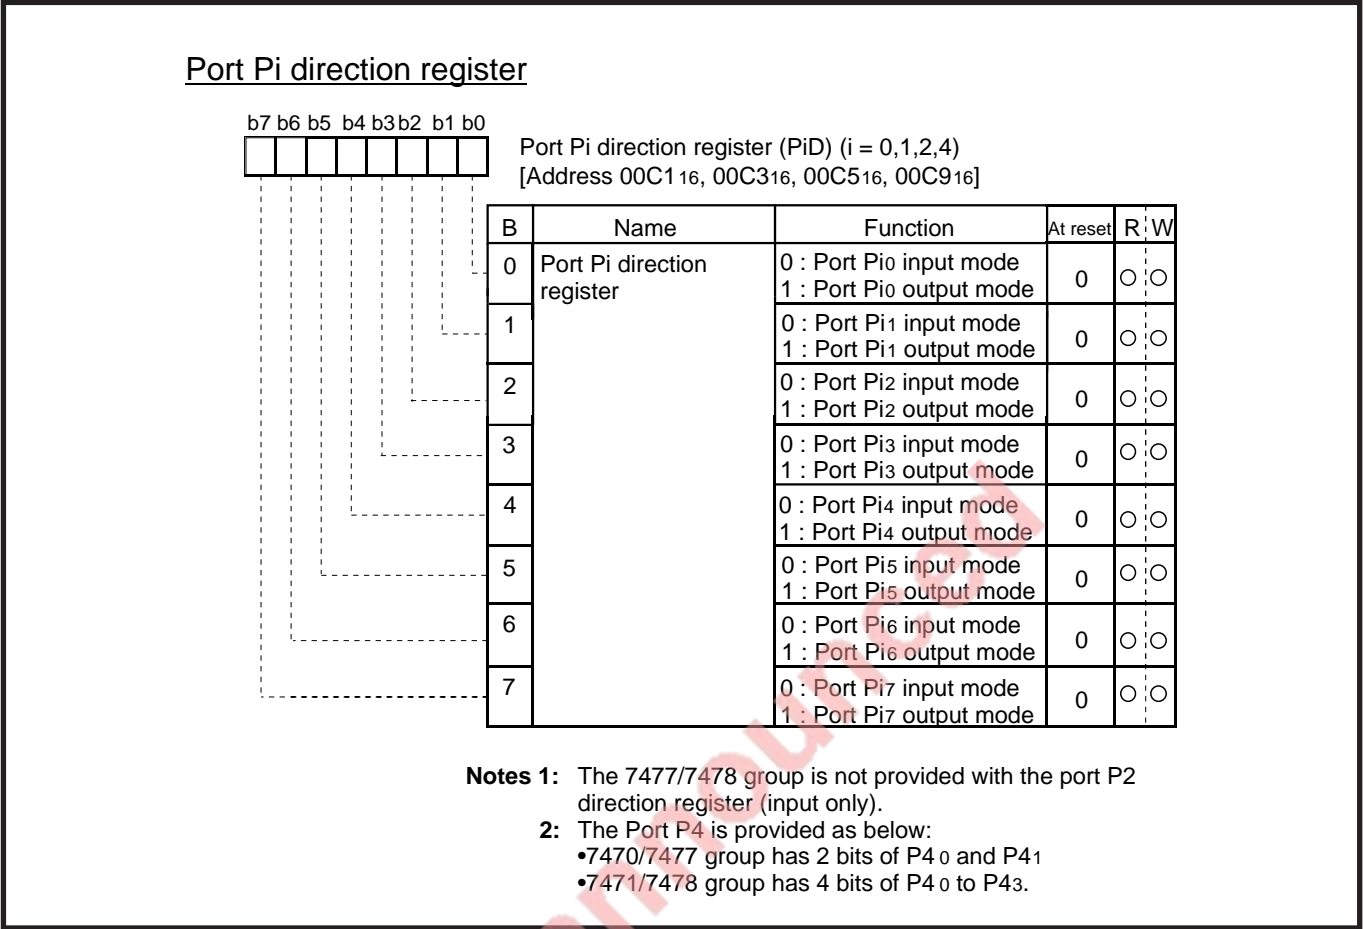 Port Pi direction register
b7 b6 b5 b4 b3 b2 b1 b0
Port Pi direction register (PiD) (i = 0,1,2,4)
[Address 00C1 16, 00C316, 00C516, 00C916]
B Name Function At reset R W
0 Port Pi direction register 0 : Port Pi0 input mode
1 : Port Pi0 output mode 0 ○ ○
1 0 : Port Pi1 input mode
1 : Port Pi1 output mode 0 ○ ○
2 0 : Port Pi2 input mode
1 : Port Pi2 output mode 0 ○ ○
3 0 : Port Pi3 input mode
1 : Port Pi3 output mode 0 ○ ○
4 0 : Port Pi4 input mode
1 : Port Pi4 output mode 0 ○ ○
5 0 : Port Pi5 input mode
1 : Port Pi5 output mode 0 ○ ○
6 0 : Port Pi6 input mode
1 : Port Pi6 output mode 0 ○ ○
7 0 : Port Pi7 input mode
1 : Port Pi7 output mode 0 ○ ○
Notes 1: The 7477/7478 group is not provided with the port P2
direction register (input only).
2: The Port P4 is provided as below:
•7470/7477 group has 2 bits of P4 0 and P41
•7471/7478 group has 4 bits of P4 0 to P43.